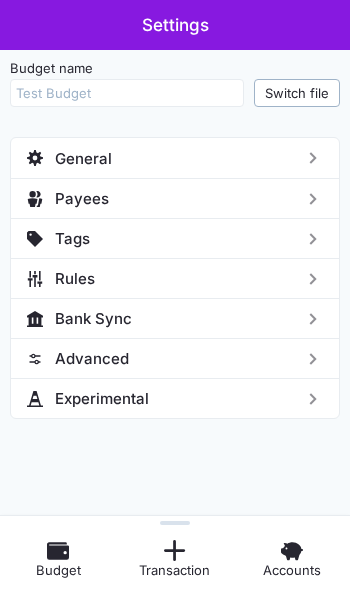 Settings
Budget name
Test Budget
Switch file
General
Payees
Tags
Rules
Bank Sync
Advanced
Experimental
Budget
Transaction
Accounts